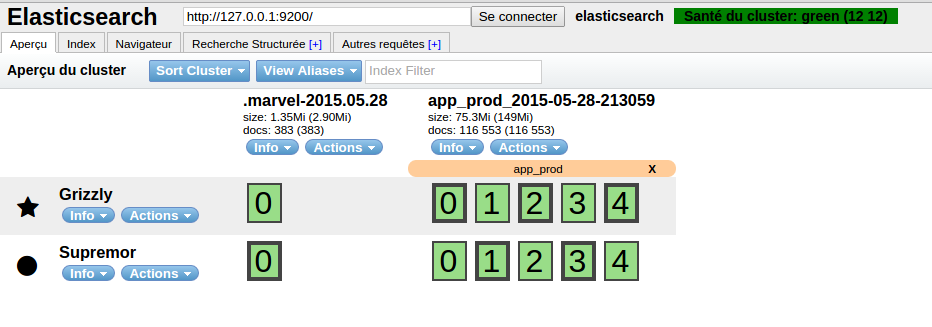 Elasticsearch http://127.0.0.1:9200/ Se connecter elasticsearch Santé du cluster: green (12 12)
Aperçu Index Navigateur Recherche Structurée [+] Autres requêtes [+]
Aperçu du cluster Sort Cluster View Aliases Index Filter
.marvel-2015.05.28 app_prod_2015-05-28-213059
size: 1.35Mi (2.90Mi) size: 75.3Mi (149Mi)
docs: 383 (383) docs: 116 553 (116 553)
Info Actions Info Actions
app_prod X
Grizzly 0 0 1 2 3 4
Info Actions
Supremor 0 0 1 2 3 4
Info Actions